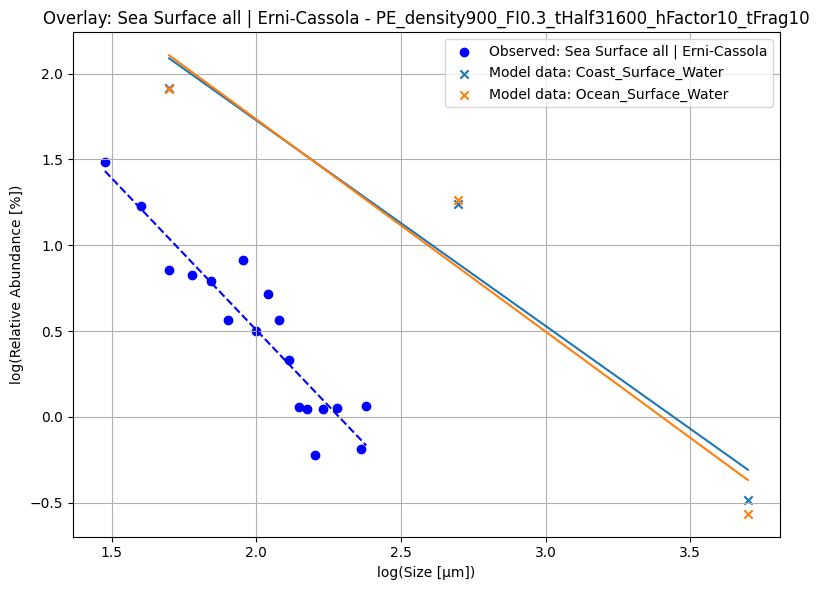 Overlay: Sea Surface all | Erni-Cassola - PE_density900_FI0.3_tHalf31600_hFactor10_tFrag10
Observed: Sea Surface all | Erni-Cassola
Model data: Coast_Surface_Water
Model data: Ocean_Surface_Water
log(Relative Abundance [%])
2.0
1.5
1.0
0.5
0.0
−0.5
1.5 2.0 2.5 3.0 3.5
log(Size [μm])